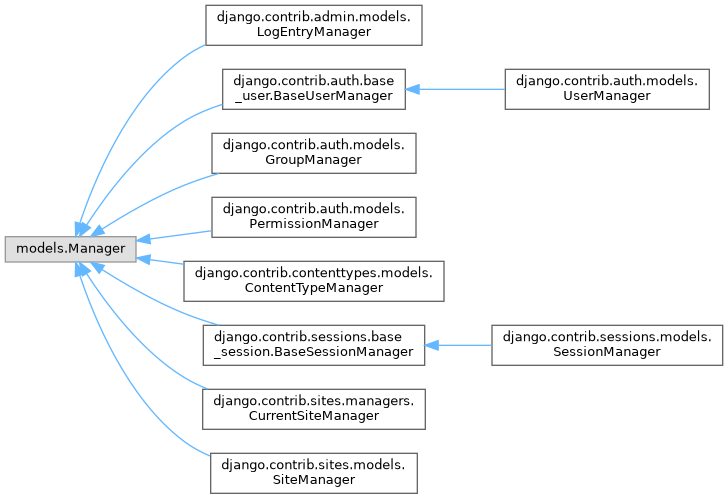 django.contrib.admin.models.
LogEntryManager
django.contrib.auth.base
_user.BaseUserManager
django.contrib.auth.models.
UserManager
django.contrib.auth.models.
GroupManager
django.contrib.auth.models.
PermissionManager
models.Manager
django.contrib.contenttypes.models.
ContentTypeManager
django.contrib.sessions.base
_session.BaseSessionManager
django.contrib.sessions.models.
SessionManager
django.contrib.sites.managers.
CurrentSiteManager
django.contrib.sites.models.
SiteManager